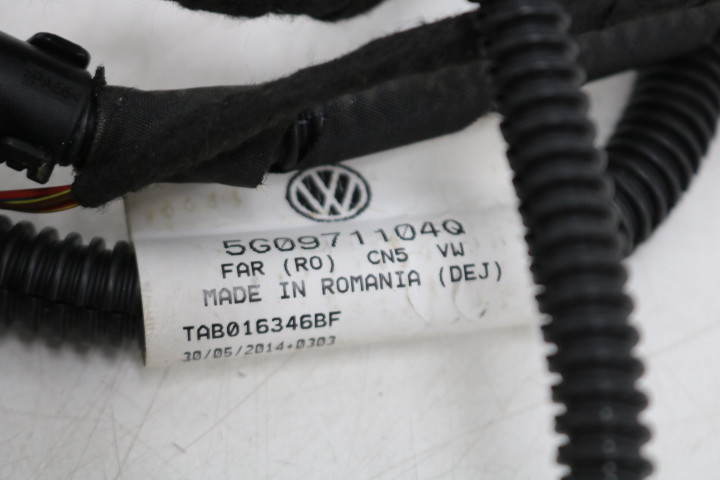 5G0971104Q
FAR (RO) CN5 VW
MADE IN ROMANIA (DEJ)
TAB016346BF
30/05/2014+0303